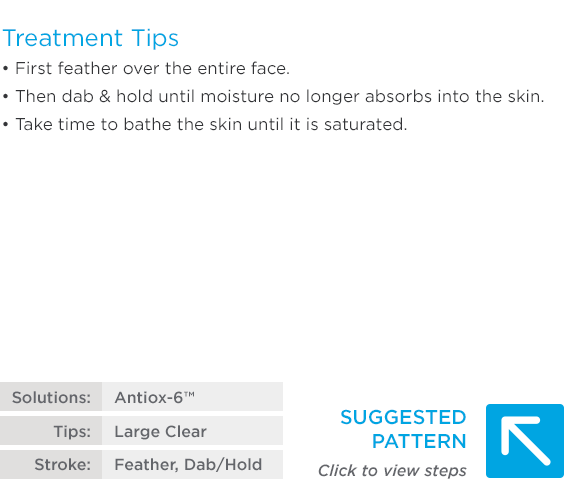 Treatment Tips
• First feather over the entire face.
• Then dab & hold until moisture no longer absorbs into the skin.
• Take time to bathe the skin until it is saturated.
Solutions: Antiox-6™
Tips: Large Clear
Stroke: Feather, Dab/Hold
SUGGESTED
PATTERN
Click to view steps